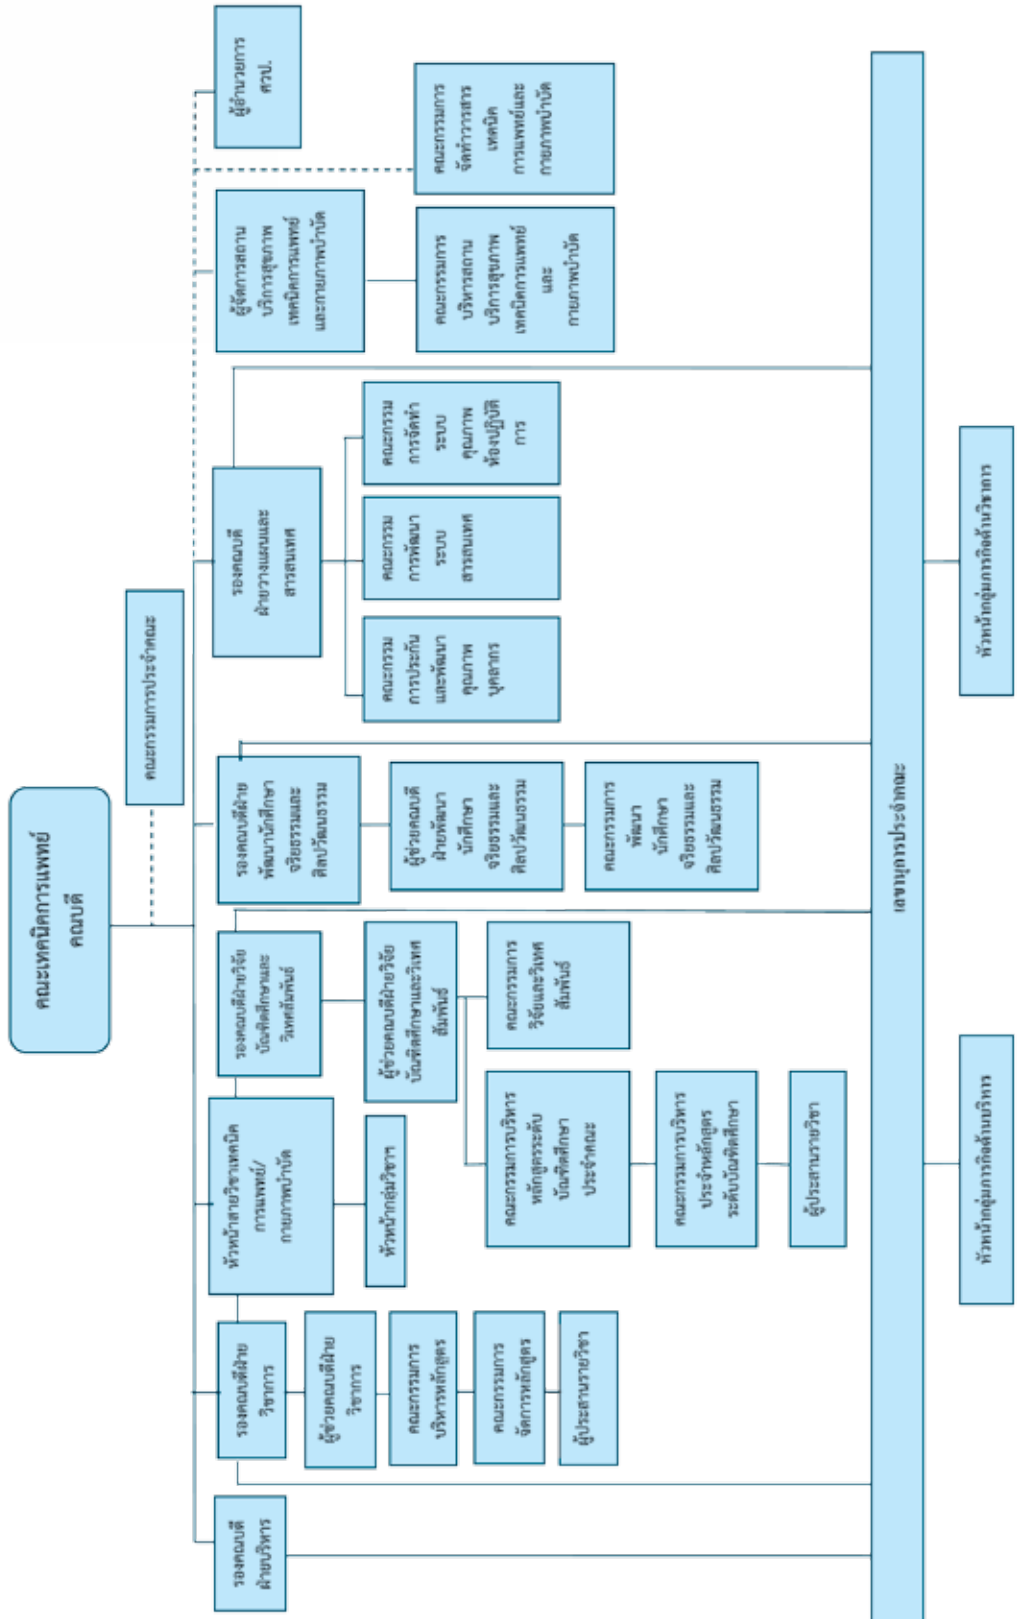 คณะเทคนิคการแพทย์
คณบดี
คณะกรรมการประจำคณะ
รองคณบดี
ฝ่ายบริหาร
รองคณบดีฝ่าย
วิชาการ
ผู้ช่วยคณบดีฝ่าย
วิชาการ
คณะกรรมการ
บริหารหลักสูตร
คณะกรรมการ
จัดการหลักสูตร
ผู้ประสานรายวิชา
หัวหน้าสายวิชาเทคนิค
การแพทย์/
กายภาพบำบัด
หัวหน้ากลุ่มวิชาฯ
รองคณบดีฝ่ายวิจัย
บัณฑิตศึกษาและ
วิเทศสัมพันธ์
ผู้ช่วยคณบดีฝ่ายวิจัย
บัณฑิตศึกษาและวิเทศ
สัมพันธ์
คณะกรรมการบริหาร
หลักสูตรระดับ
บัณฑิตศึกษา
ประจำคณะ
คณะกรรมการบริหาร
ประจำหลักสูตร
ระดับบัณฑิตศึกษา
ผู้ประสานรายวิชา
คณะกรรมการ
วิจัยและวิเทศ
สัมพันธ์
รองคณบดีฝ่าย
พัฒนานักศึกษา
จริยธรรมและ
ศิลปวัฒนธรรม
ผู้ช่วยคณบดี
ฝ่ายพัฒนา
นักศึกษา
จริยธรรมและ
ศิลปวัฒนธรรม
คณะกรรมการ
พัฒนา
นักศึกษา
จริยธรรมและ
ศิลปวัฒนธรรม
รองคณบดี
ฝ่ายวางแผนและ
สารสนเทศ
คณะกรรม
การประกัน
และพัฒนา
คุณภาพ
บุคลากร
คณะกรรม
การพัฒนา
ระบบ
สารสนเทศ
คณะกรรม
การจัดทำ
ระบบ
คุณภาพ
ห้องปฏิบัติ
การ
ผู้จัดการสถาน
บริการสุขภาพ
เทคนิคการแพทย์
และกายภาพบำบัด
คณะกรรมการ
บริหารสถาน
บริการสุขภาพ
เทคนิคการแพทย์
และ
กายภาพบำบัด
คณะกรรมการ
จัดทำวารสาร
เทคนิค
การแพทย์และ
กายภาพบำบัด
ผู้อำนวยการ
ศวป.
เลขานุการประจำคณะ
หัวหน้ากลุ่มภารกิจด้านบริหาร
หัวหน้ากลุ่มภารกิจด้านวิชาการ